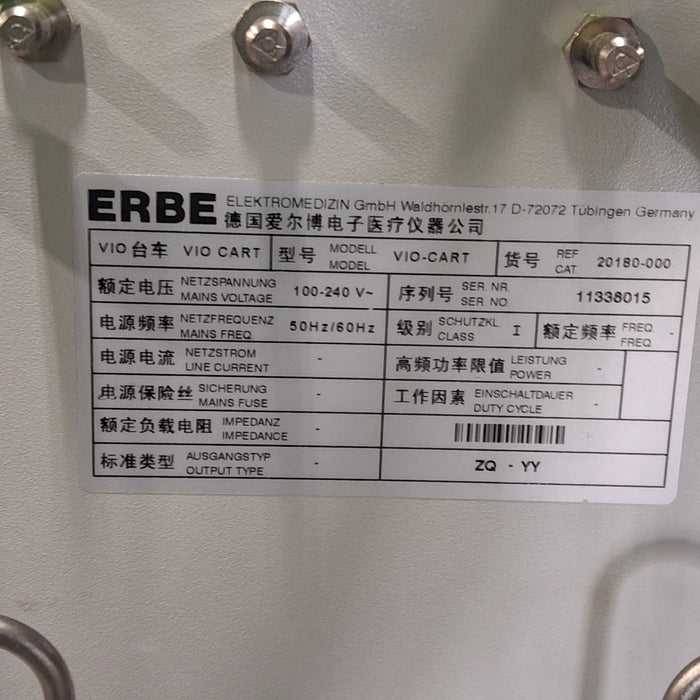 ERBE ELEKTROMEDIZIN GmbH Waldhörnlestr.17 D-72072 Tübingen Germany
德国爱尔博电子医疗仪器公司
VIO台车 VIO CART 型号 MODELL MODEL VIO-CART 货号 REF CAT. 20180-000
额定电压 NETZSPANNUNG MAINS VOLTAGE 100-240 V~ 序列号 SER. NR. SER. NO. 11338015
电源频率 NETZFREQUENZ MAINS FREQ. 50Hz/60Hz 级别 SCHUTZKL. CLASS I 额定频率 FREQ. FREQ. -
电源电流 NETZSTROM LINE CURRENT - 高频功率限值 LEISTUNG POWER -
电源保险丝 SICHERUNG MAINS FUSE - 工作因素 EINSCHALTDAUER DUTY CYCLE -
额定负载电阻 IMPEDANZ IMPEDANCE -
标准类型 AUSGANGSTYP OUTPUT TYPE - ZQ - YY